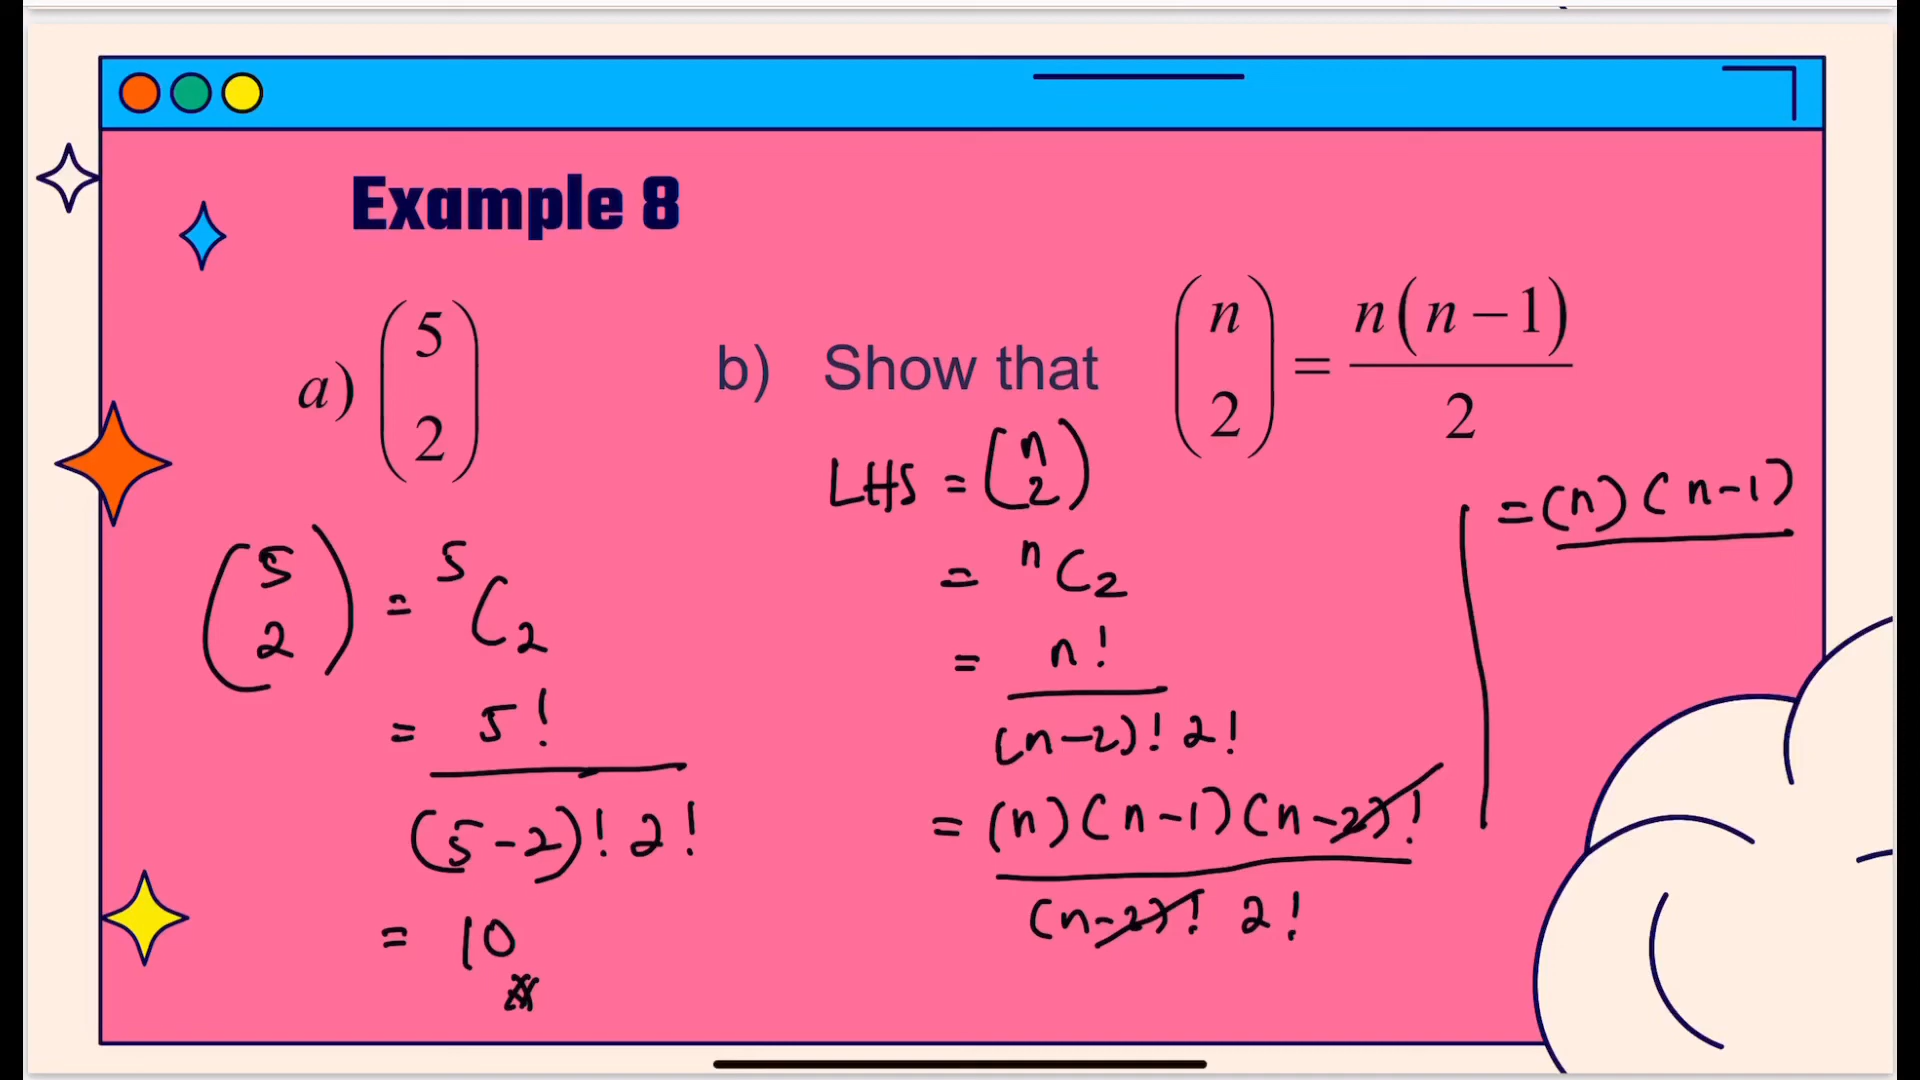 Example 8
a) (5 2)
b) Show that (n 2) = n(n − 1) / 2
(5 2) = ⁵C₂
= 5! / (5-2)! 2!
= 10
LHS = (n 2)
= ⁿC₂
= n! / (n-2)! 2!
= (n)(n-1)(n-2)! / (n-2)! 2!
= (n)(n-1)